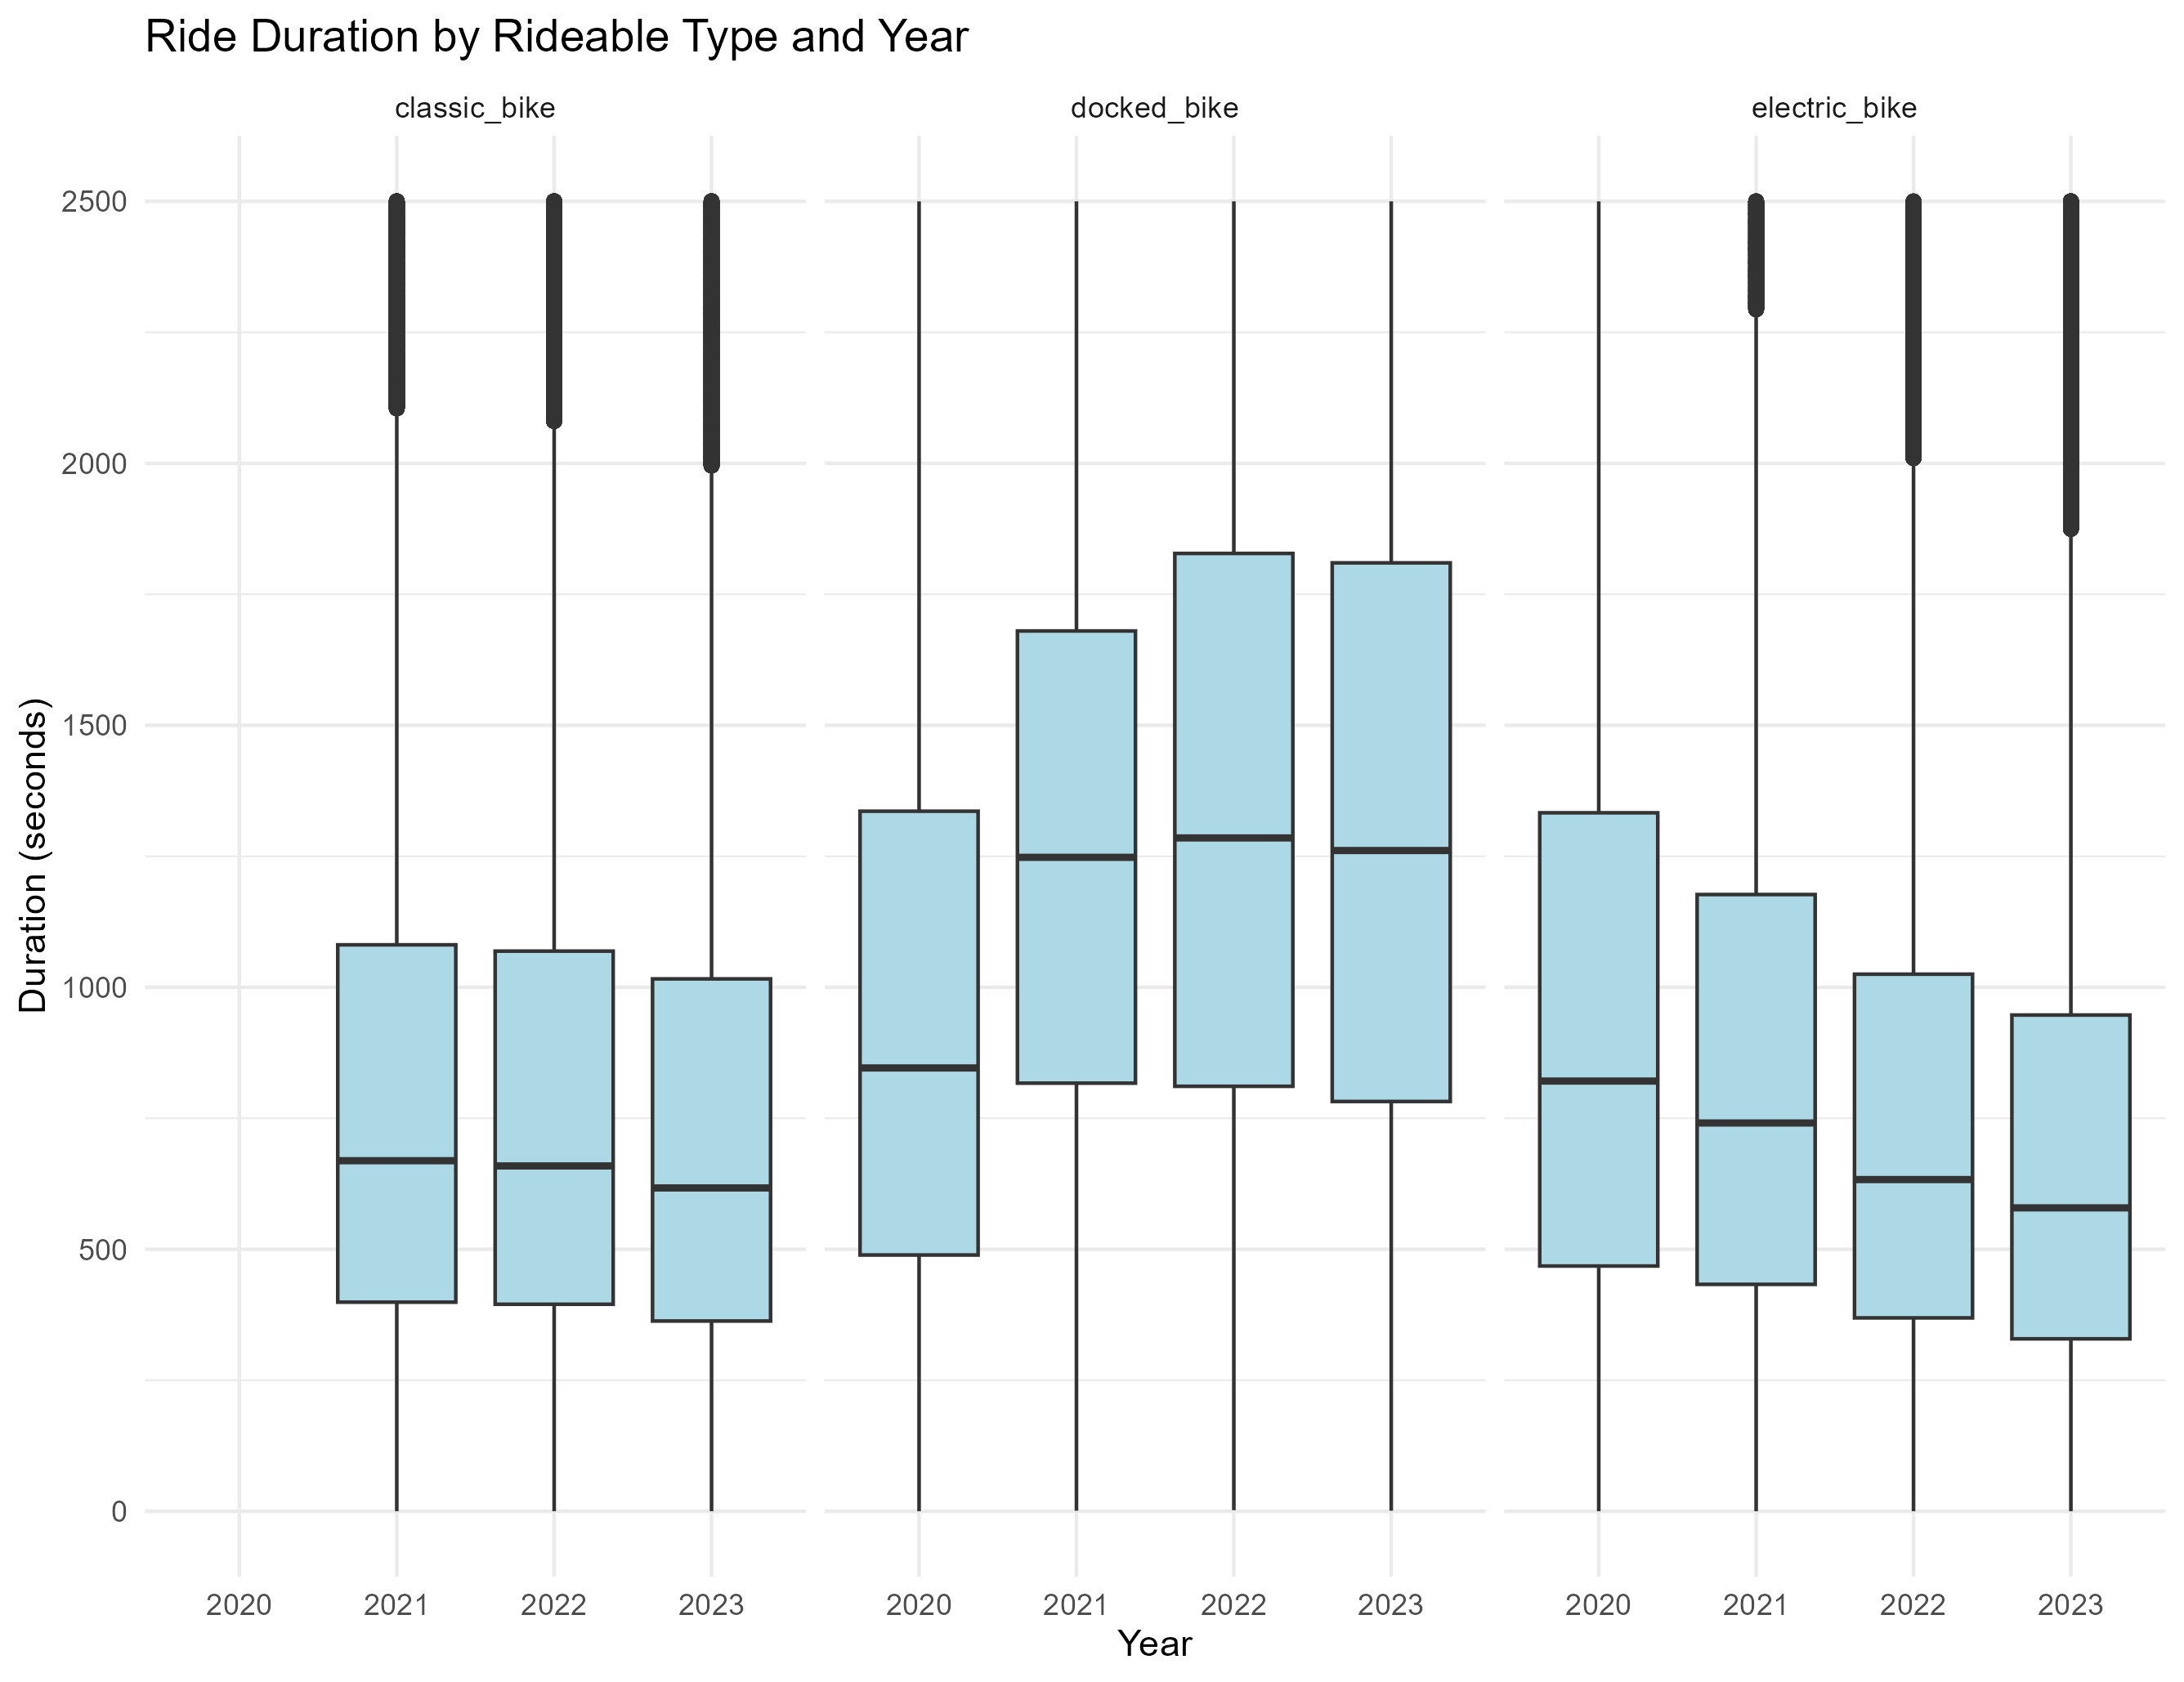 Ride Duration by Rideable Type and Year
classic_bike
docked_bike
electric_bike
Duration (seconds)
2500
2000
1500
1000
500
0
2020 2021 2022 2023
2020 2021 2022 2023
2020 2021 2022 2023
Year